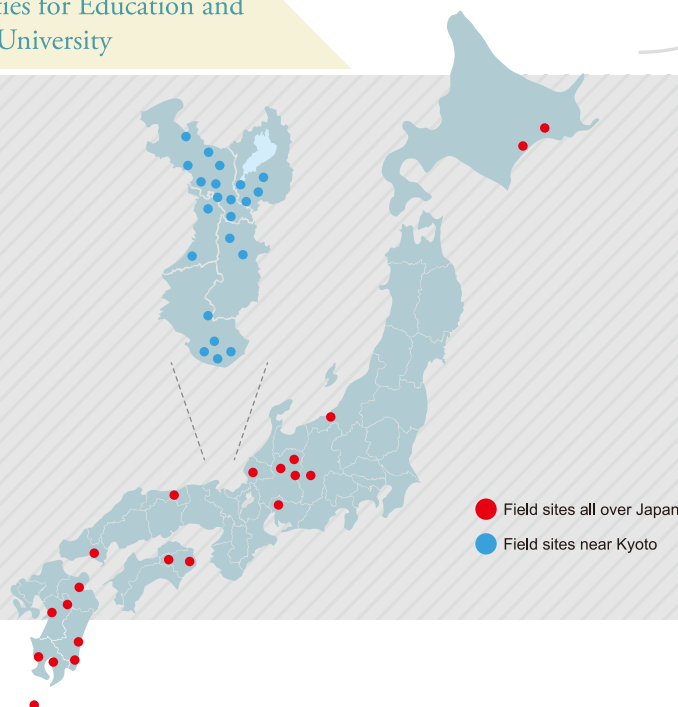 ties for Education and
University
Field sites all over Japan
Field sites near Kyoto